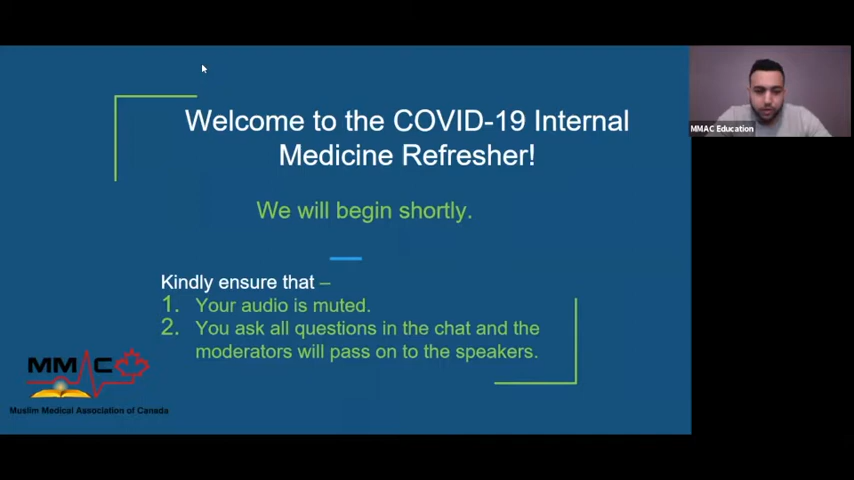 Welcome to the COVID-19 Internal
Medicine Refresher!
We will begin shortly.
Kindly ensure that –
1. Your audio is muted.
2. You ask all questions in the chat and the
moderators will pass on to the speakers.
MMAC
Muslim Medical Association of Canada
MMAC Education